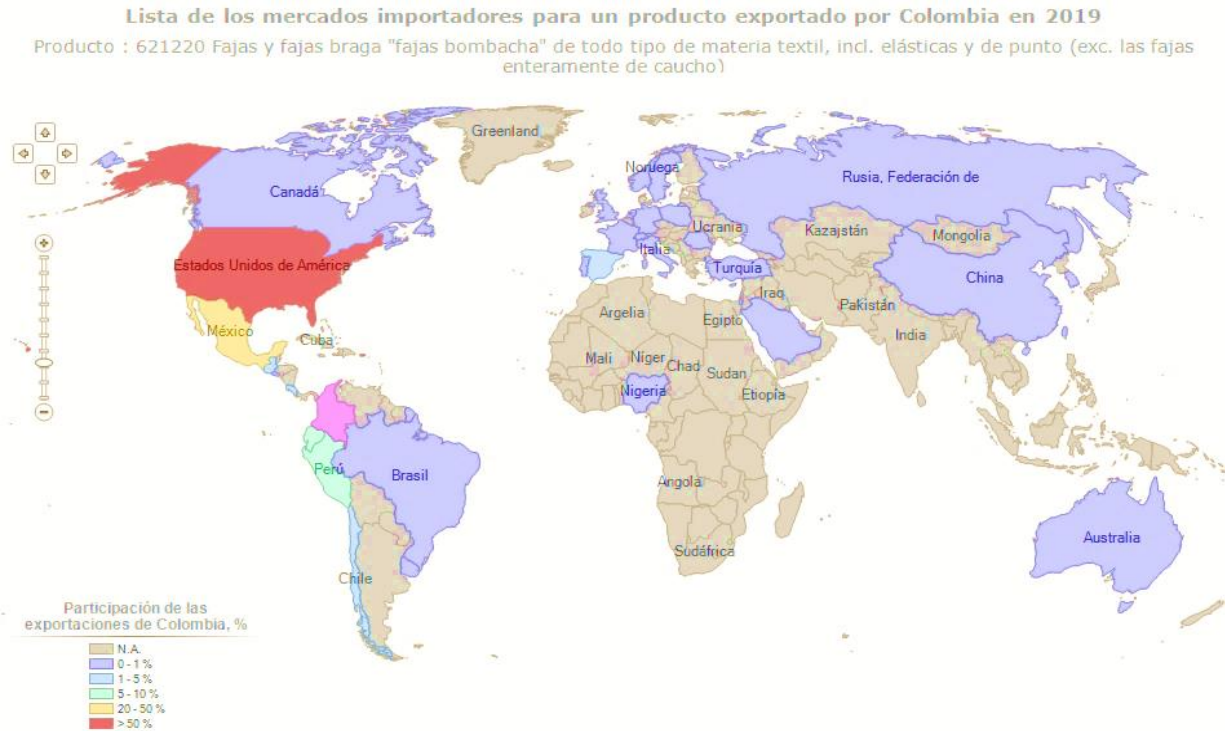 Lista de los mercados importadores para un producto exportado por Colombia en 2019
Producto : 621220 Fajas y fajas braga "fajas bombacha" de todo tipo de materia textil, incl. elásticas y de punto (exc. las fajas
enteramente de caucho)
Greenland
Noruega
Canadá
Rusia, Federación de
Ucrania
Kazajstán
Mongolia
Italia
Estados Unidos de América
Turquía
China
Iraq
Pakistán
México
Argelia
Egipto
India
Cuba
Mali
Niger
Chad
Sudan
Nigeria
Etiopía
Perú
Brasil
Angola
Australia
Sudáfrica
Chile
Participación de las
exportaciones de Colombia, %
N.A.
0 - 1 %
1 - 5 %
5 - 10 %
20 - 50 %
> 50 %